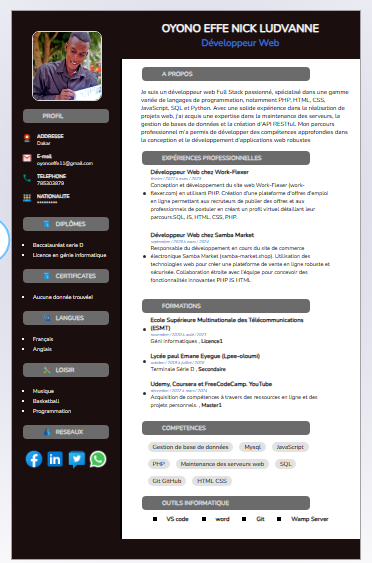 OYONO EFFE NICK LUDVANNE
Développeur Web
PROFIL
ADDRESSE
Dakar
E-mail
oyonoeffe11@gmail.com
TELEPHONE
785303879
NATIONALITE
DIPLÔMES
Baccalauréat serie D
Licence en génie informatique
CERTIFICATES
Aucune donnée trouvée!
LANGUES
Français
Anglais
LOISIR
Musique
Basketball
Programmation
RESEAUX
A PROPOS
Je suis un développeur web Full Stack passionné, spécialisé dans une gamme
variée de langages de programmation, notamment PHP, HTML, CSS,
JavaScript, SQL et Python. Avec une solide expérience dans la réalisation de
projets web, j'ai acquis une expertise dans la maintenance des serveurs, la
gestion de bases de données et la création d'API RESTful. Mon parcours
professionnel m'a permis de développer des compétences approfondies dans
la conception et le développement d'applications web robustes
EXPÉRIENCES PROFESSIONNELLES
Développeur Web chez Work-Flexer
Conception et développement du site web Work-Flexer (work-
flexer.com) en utilisant PHP. Création d'une plateforme d'offres d'emploi
en ligne permettant aux recruteurs de publier des offres et aux
professionnels de postuler en créant un profil virtuel détaillant leur
parcours.SQL, JS, HTML, CSS, PHP.
Développeur Web chez Samba Market
Responsable du développement en cours du site de commerce
électronique Samba Market (samba-market.shop). Utilisation des
technologies web pour créer une plateforme de vente en ligne robuste et
sécurisée. Collaboration étroite avec l'équipe pour concevoir des
fonctionnalités innovantes PHP JS HTML
FORMATIONS
Ecole Supérieure Multinationale des Télécommunications
(ESMT)
Géni informatiques , Licence1
Lycée paul Emane Eyegue (Lpee-oloumi)
Terminale Série D , Secondaire
Udemy, Coursera et FreeCodeCamp. YouTube
Acquisition de compétences à travers des ressources en ligne et des
projets personnels. , Master1
COMPETENCES
Gestion de base de données Mysql JavaScript
PHP Maintenance des serveurs web SQL
Git GitHub HTML CSS
OUTILS INFORMATIQUE
VS code word Git Wamp Server